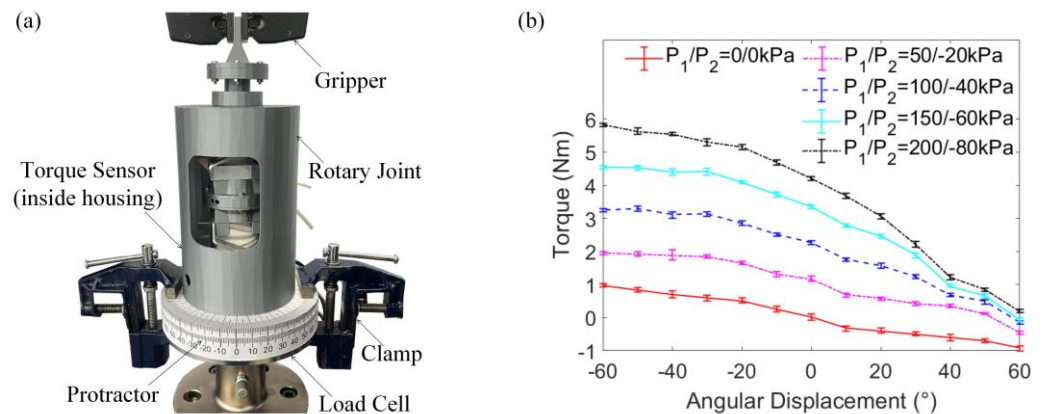 (a)
Gripper
Torque Sensor
(inside housing)
Rotary Joint
Clamp
Protractor
Load Cell
-20 -10 0 10 20 30 40
(b)
P₁/P₂=0/0kPa
P₁/P₂=50/-20kPa
P₁/P₂=100/-40kPa
P₁/P₂=150/-60kPa
P₁/P₂=200/-80kPa
Torque (Nm)
6
5
4
3
2
1
0
-1
-60 -40 -20 0 20 40 60
Angular Displacement (°)